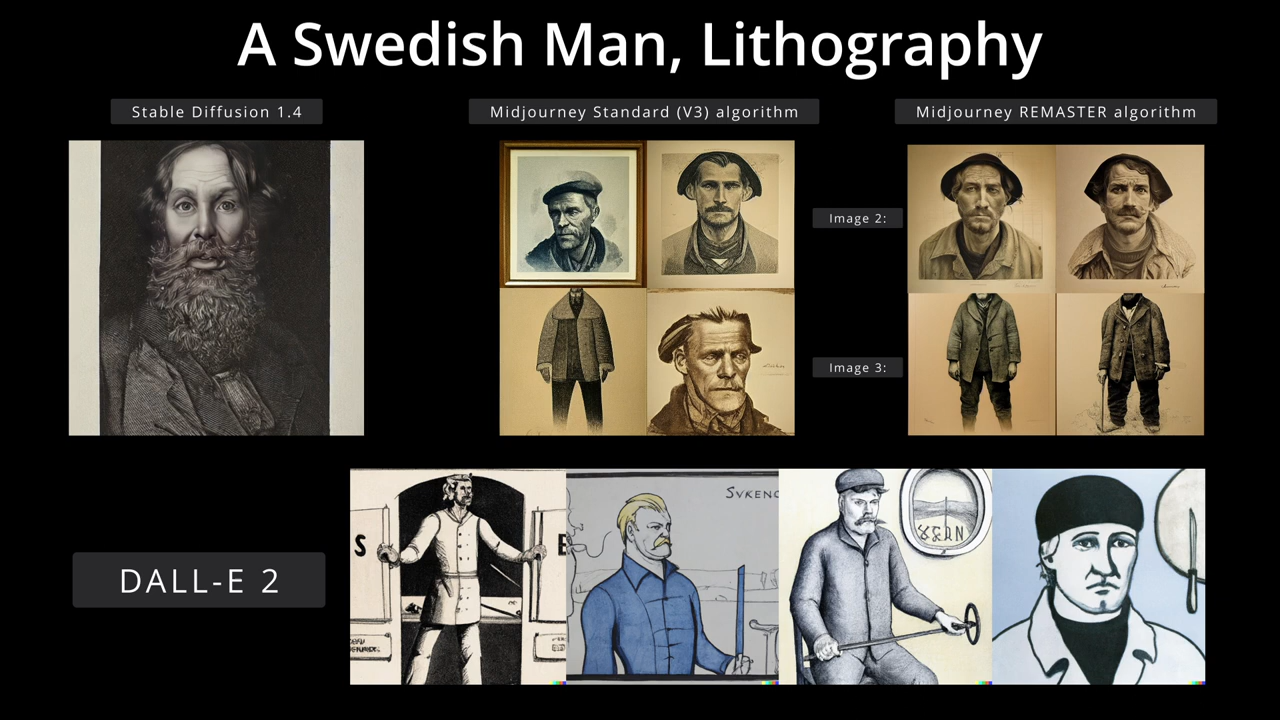 A Swedish Man, Lithography
Stable Diffusion 1.4
Midjourney Standard (V3) algorithm
Midjourney REMASTER algorithm
Image 2:
Image 3:
DALL-E 2
S
E
SVKENC